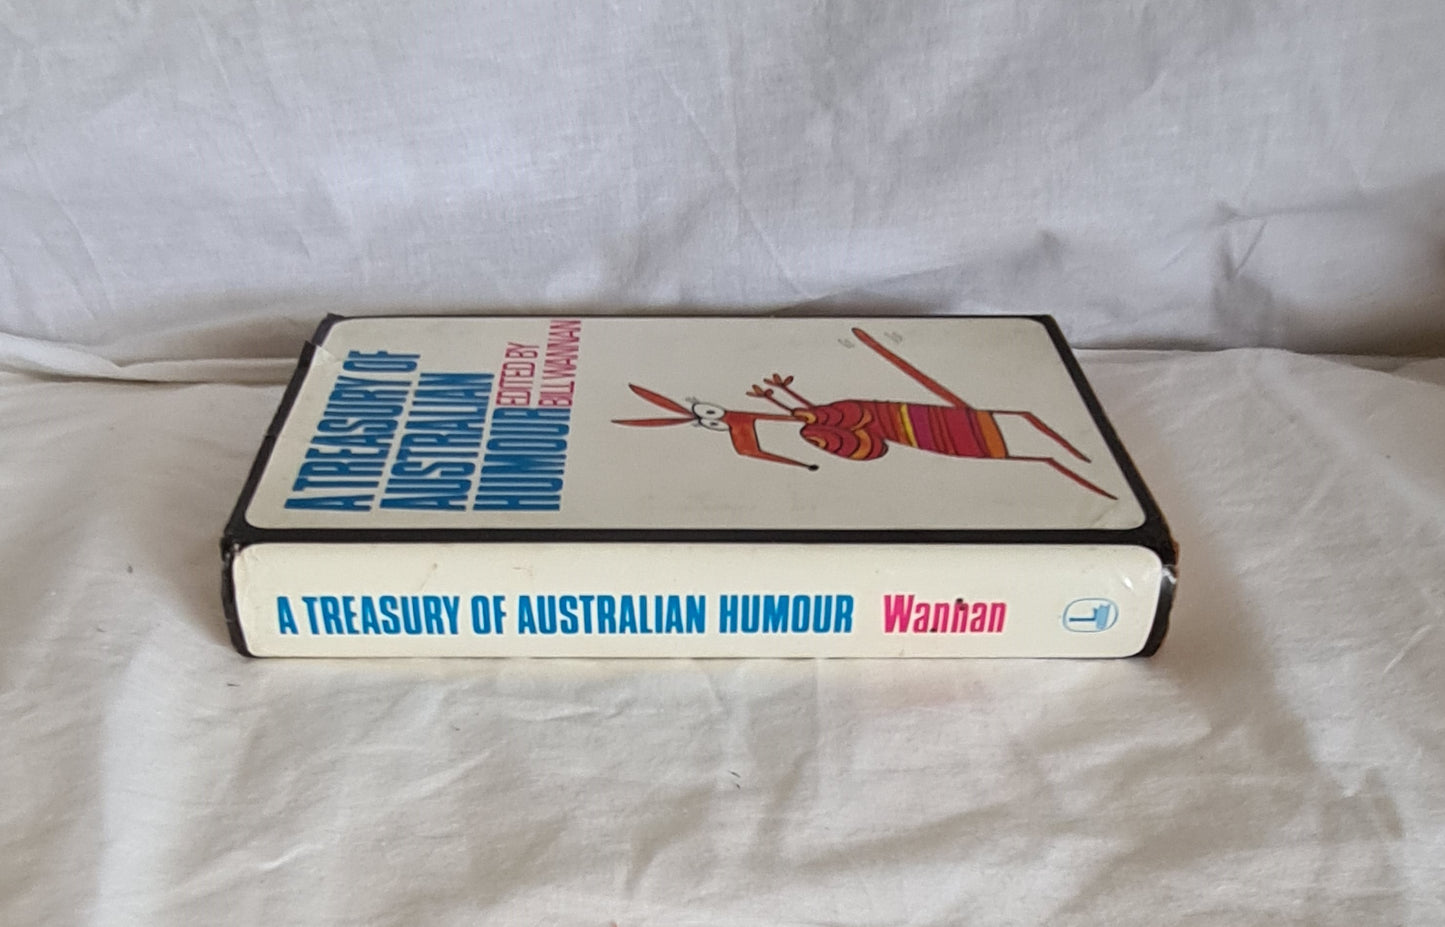 A TREASURY OF
AUSTRALIAN
HUMOUR
EDITED BY
BILL WANNAN
A TREASURY OF AUSTRALIAN HUMOUR Wannan
L